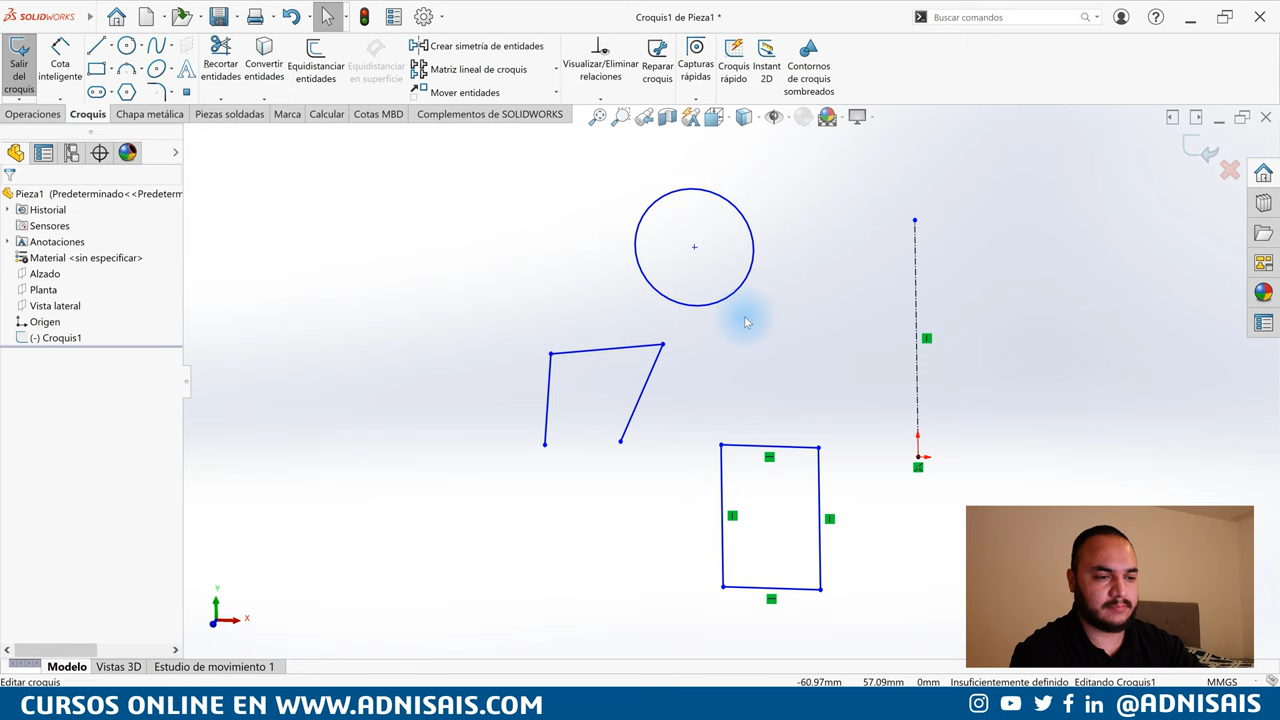 SOLIDWORKS
Croquis1 de Pieza1 *
Buscar comandos
Salir del croquis
Cota inteligente
Recortar entidades
Convertir entidades
Equidistanciar entidades
Equidistanciar en superficie
Crear simetría de entidades
Matriz lineal de croquis
Mover entidades
Visualizar/Eliminar relaciones
Reparar croquis
Capturas rápidas
Croquis rápido
Instant 2D
Contornos de croquis sombreados
Operaciones
Croquis
Chapa metálica
Piezas soldadas
Marca
Calcular
Cotas MBD
Complementos de SOLIDWORKS
Pieza1 (Predeterminado<<Predeterm
Historial
Sensores
Anotaciones
Material <sin especificar>
Alzado
Planta
Vista lateral
Origen
(-) Croquis1
Y
X
Modelo
Vistas 3D
Estudio de movimiento 1
Editar croquis
-60.97mm
57.09mm
0mm
Insuficientemente definido
Editando Croquis1
MMGS
CURSOS ONLINE EN WWW.ADNISAIS.COM
@ADNISAIS